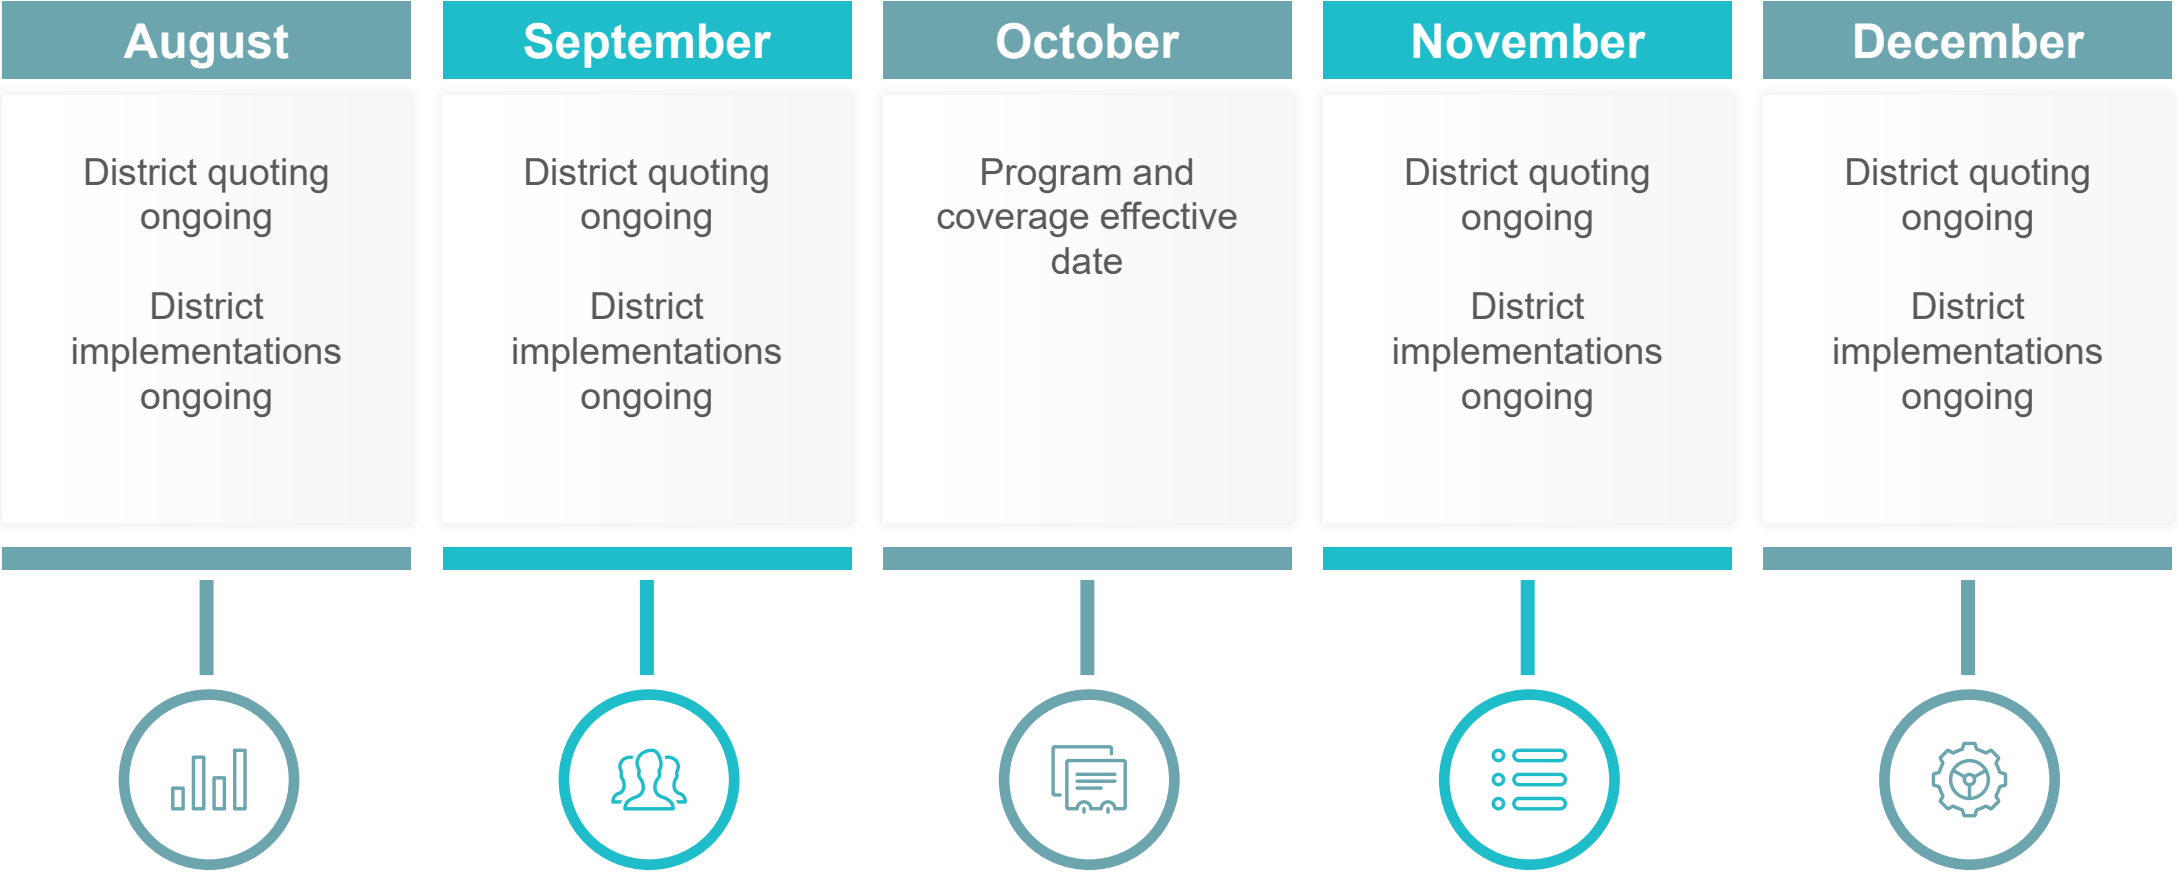 August
District quoting
ongoing
District
implementations
ongoing
September
District quoting
ongoing
District
implementations
ongoing
October
Program and
coverage effective
date
November
District quoting
ongoing
District
implementations
ongoing
December
District quoting
ongoing
District
implementations
ongoing